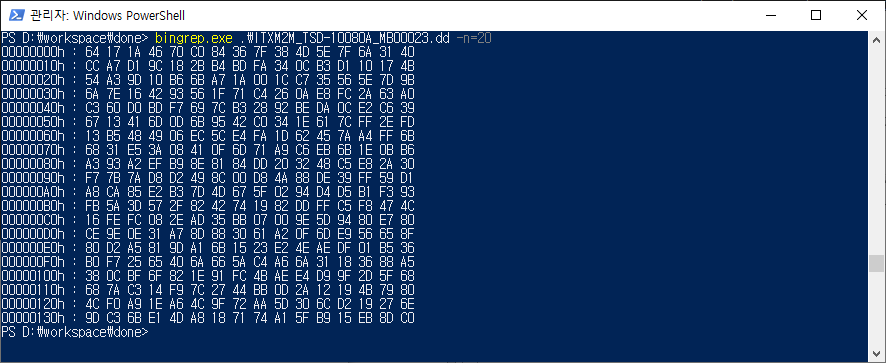 관리자: Windows PowerShell
PS D:\workspace\done> bingrep.exe .\ITXM2M_TSD-10080A_MB00023.dd -n=20
00000000h : 64 17 1A 46 70 C0 84 36 7F 38 4D 5E 7F 6A 31 40
00000010h : CC A7 D1 9C 18 2B B4 BD FB 34 0C B3 D1 10 17 4B
00000020h : 54 A3 9D 10 B6 6B A7 1A 00 1C C7 35 56 5E 7D 9B
00000030h : 6A 7E 16 42 93 56 1F 71 C4 26 0A E8 FC 2A 63 A0
00000040h : C3 60 D0 BD F7 69 7C B3 28 92 BE DA 0C E2 C6 39
00000050h : 67 13 41 6D 0D 6B 95 42 C0 34 1E 61 7C FF 2E FD
00000060h : 13 B5 48 49 06 EC 5C E4 FA 1D 62 45 7A A4 FF 6B
00000070h : 68 31 E5 3A 08 41 0F 6D 71 A9 C6 EB 6B 1E 0B B6
00000080h : A3 93 A2 EF B9 8E 81 84 DD 20 32 48 C5 E8 2A 30
00000090h : F7 7B 7A D8 D2 49 8C 00 D8 4A 88 DE 39 FF 59 D1
000000A0h : A8 CA 85 E2 B3 7D 4D 67 5F 02 94 D4 D5 B1 F3 93
000000B0h : FB 5A 3D 57 2F 82 42 74 19 82 DD FF C5 F8 47 4C
000000C0h : 16 FE FC 08 2E AD 35 BB 07 00 9E 5D 94 80 E7 80
000000D0h : CE 9E 0E 31 A7 8D 88 30 61 A2 0F 6D E9 56 65 8F
000000E0h : 80 D2 A5 81 9D A1 6B 15 23 E2 4E AE DF 01 B5 36
000000F0h : B0 F7 25 65 40 6A 66 5A C4 A6 6A 31 18 36 88 A5
00000100h : 38 0C BF 6F 82 1E 91 FC 4B AE E4 D9 9F 2D 5F 68
00000110h : 68 7A C3 14 F9 7C 27 44 BB 0D 2A 12 19 4B 79 80
00000120h : 4C F0 A9 1E A6 4C 9F 72 AA 5D 30 6C D2 19 27 6E
00000130h : 9D C3 6B E1 4D A8 18 71 74 A1 5F B9 15 EB 8D C0
PS D:\workspace\done>